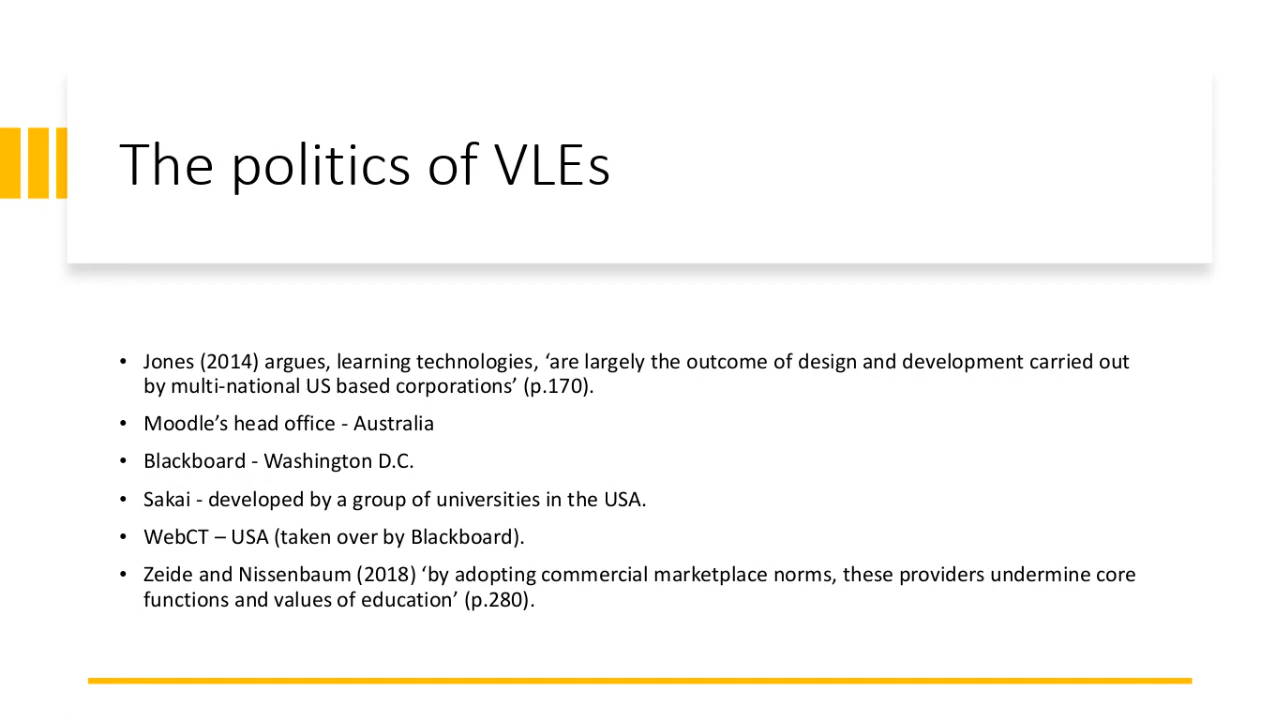 The politics of VLEs
• Jones (2014) argues, learning technologies, ‘are largely the outcome of design and development carried out
by multi-national US based corporations’ (p.170).
• Moodle’s head office - Australia
• Blackboard - Washington D.C.
• Sakai - developed by a group of universities in the USA.
• WebCT – USA (taken over by Blackboard).
• Zeide and Nissenbaum (2018) ‘by adopting commercial marketplace norms, these providers undermine core
functions and values of education’ (p.280).